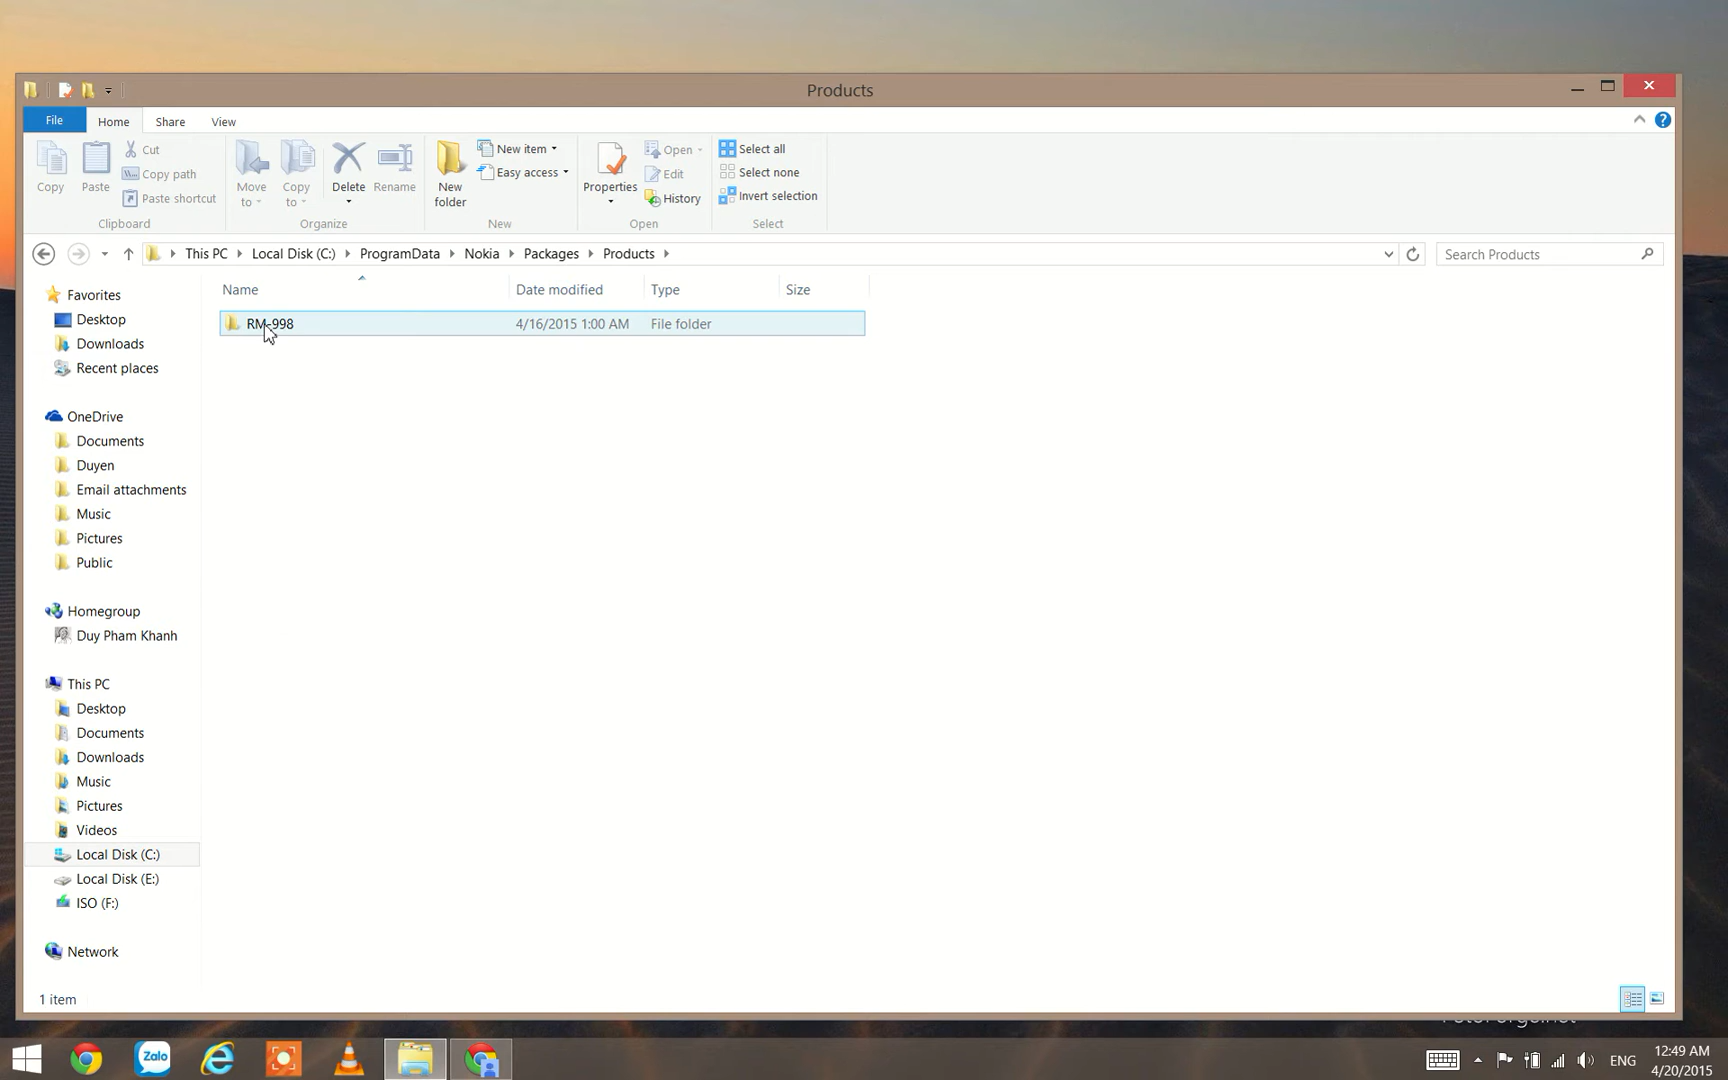 Products
File
Home
Share
View
Copy
Paste
Cut
Copy path
Paste shortcut
Clipboard
Move to
Copy to
Delete
Rename
Organize
New folder
New item
Easy access
New
Properties
Open
Edit
History
Open
Select all
Select none
Invert selection
Select
This PC
Local Disk (C:)
ProgramData
Nokia
Packages
Products
Search Products
Name
Date modified
Type
Size
RM-998
4/16/2015 1:00 AM
File folder
Favorites
Desktop
Downloads
Recent places
OneDrive
Documents
Duyen
Email attachments
Music
Pictures
Public
Homegroup
Duy Pham Khanh
This PC
Desktop
Documents
Downloads
Music
Pictures
Videos
Local Disk (C:)
Local Disk (E:)
ISO (F:)
Network
1 item
Zalo
ENG
12:49 AM
4/20/2015